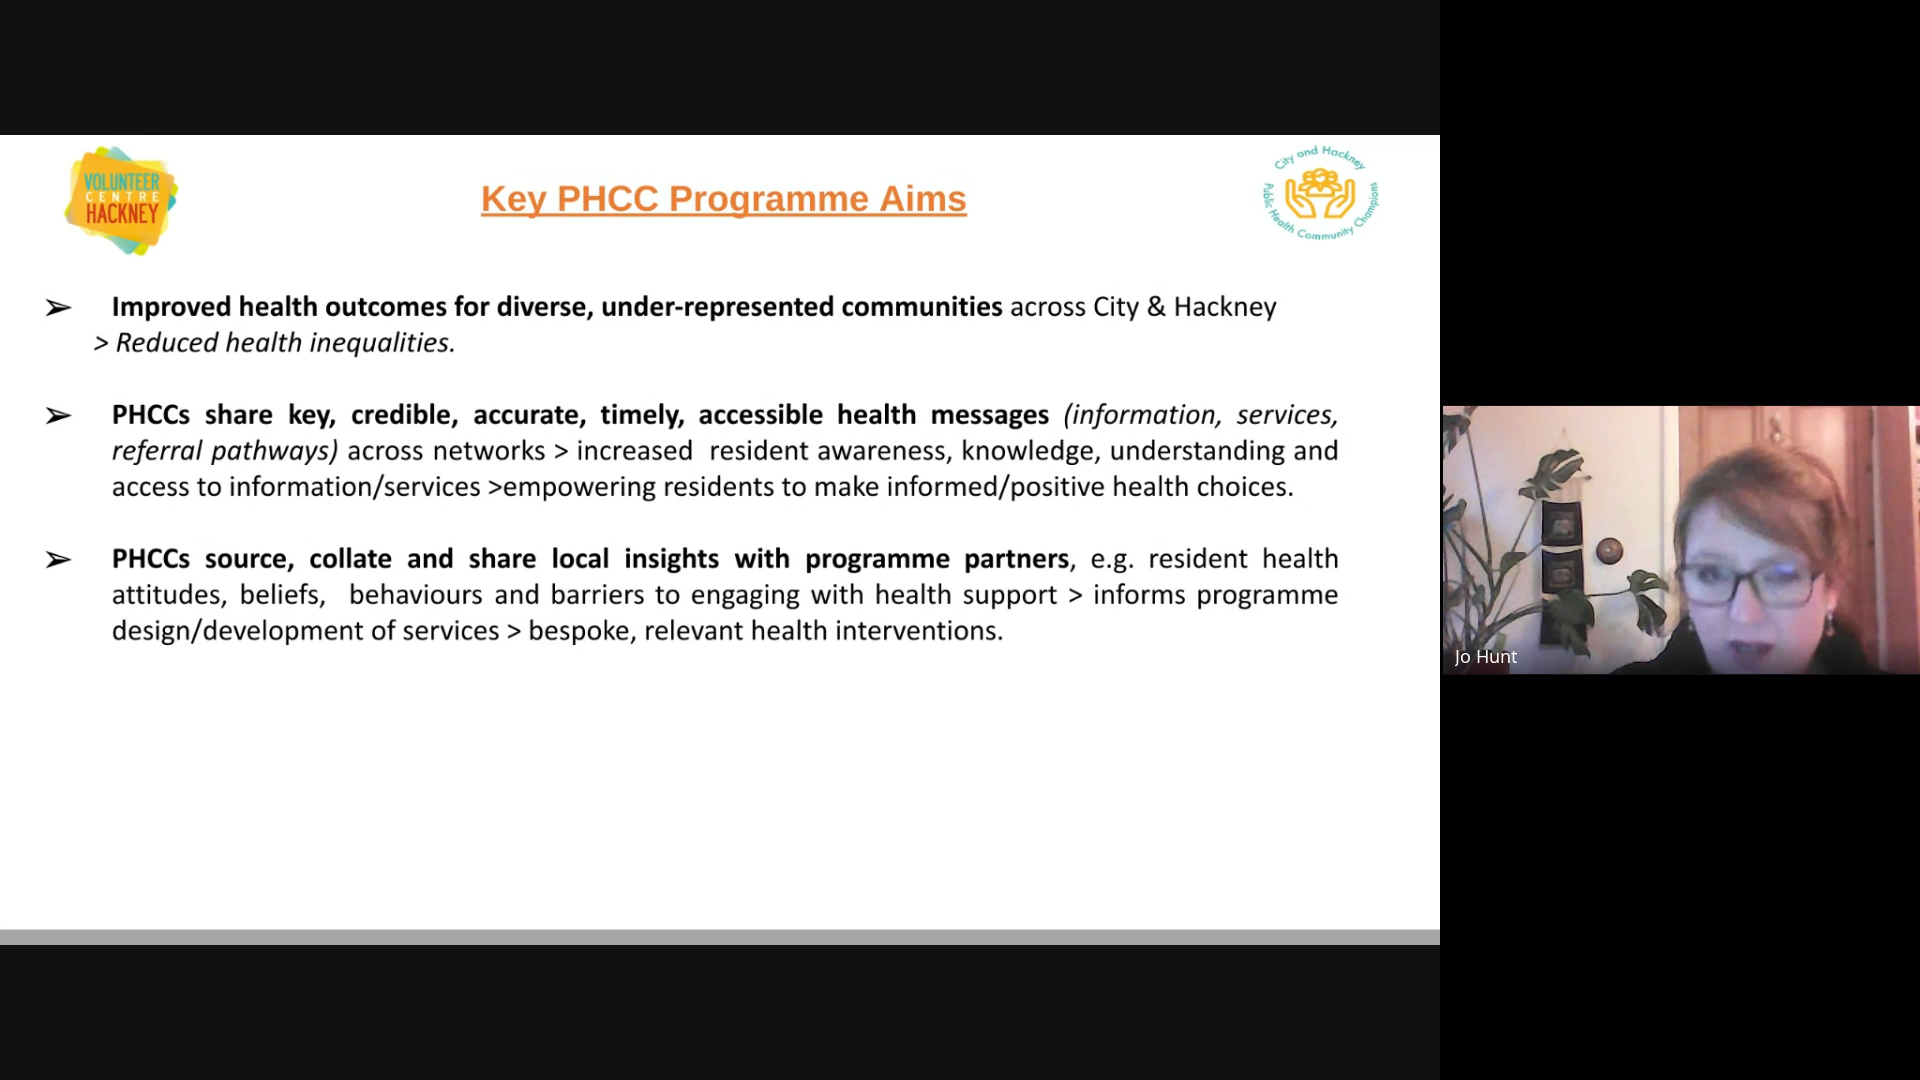 VOLUNTEER
CENTRE
HACKNEY
Key PHCC Programme Aims
City and Hackney
Public Health Community Champions
➢ Improved health outcomes for diverse, under-represented communities across City & Hackney
> Reduced health inequalities.
➢ PHCCs share key, credible, accurate, timely, accessible health messages (information, services,
referral pathways) across networks > increased resident awareness, knowledge, understanding and
access to information/services >empowering residents to make informed/positive health choices.
➢ PHCCs source, collate and share local insights with programme partners, e.g. resident health
attitudes, beliefs, behaviours and barriers to engaging with health support > informs programme
design/development of services > bespoke, relevant health interventions.
Jo Hunt